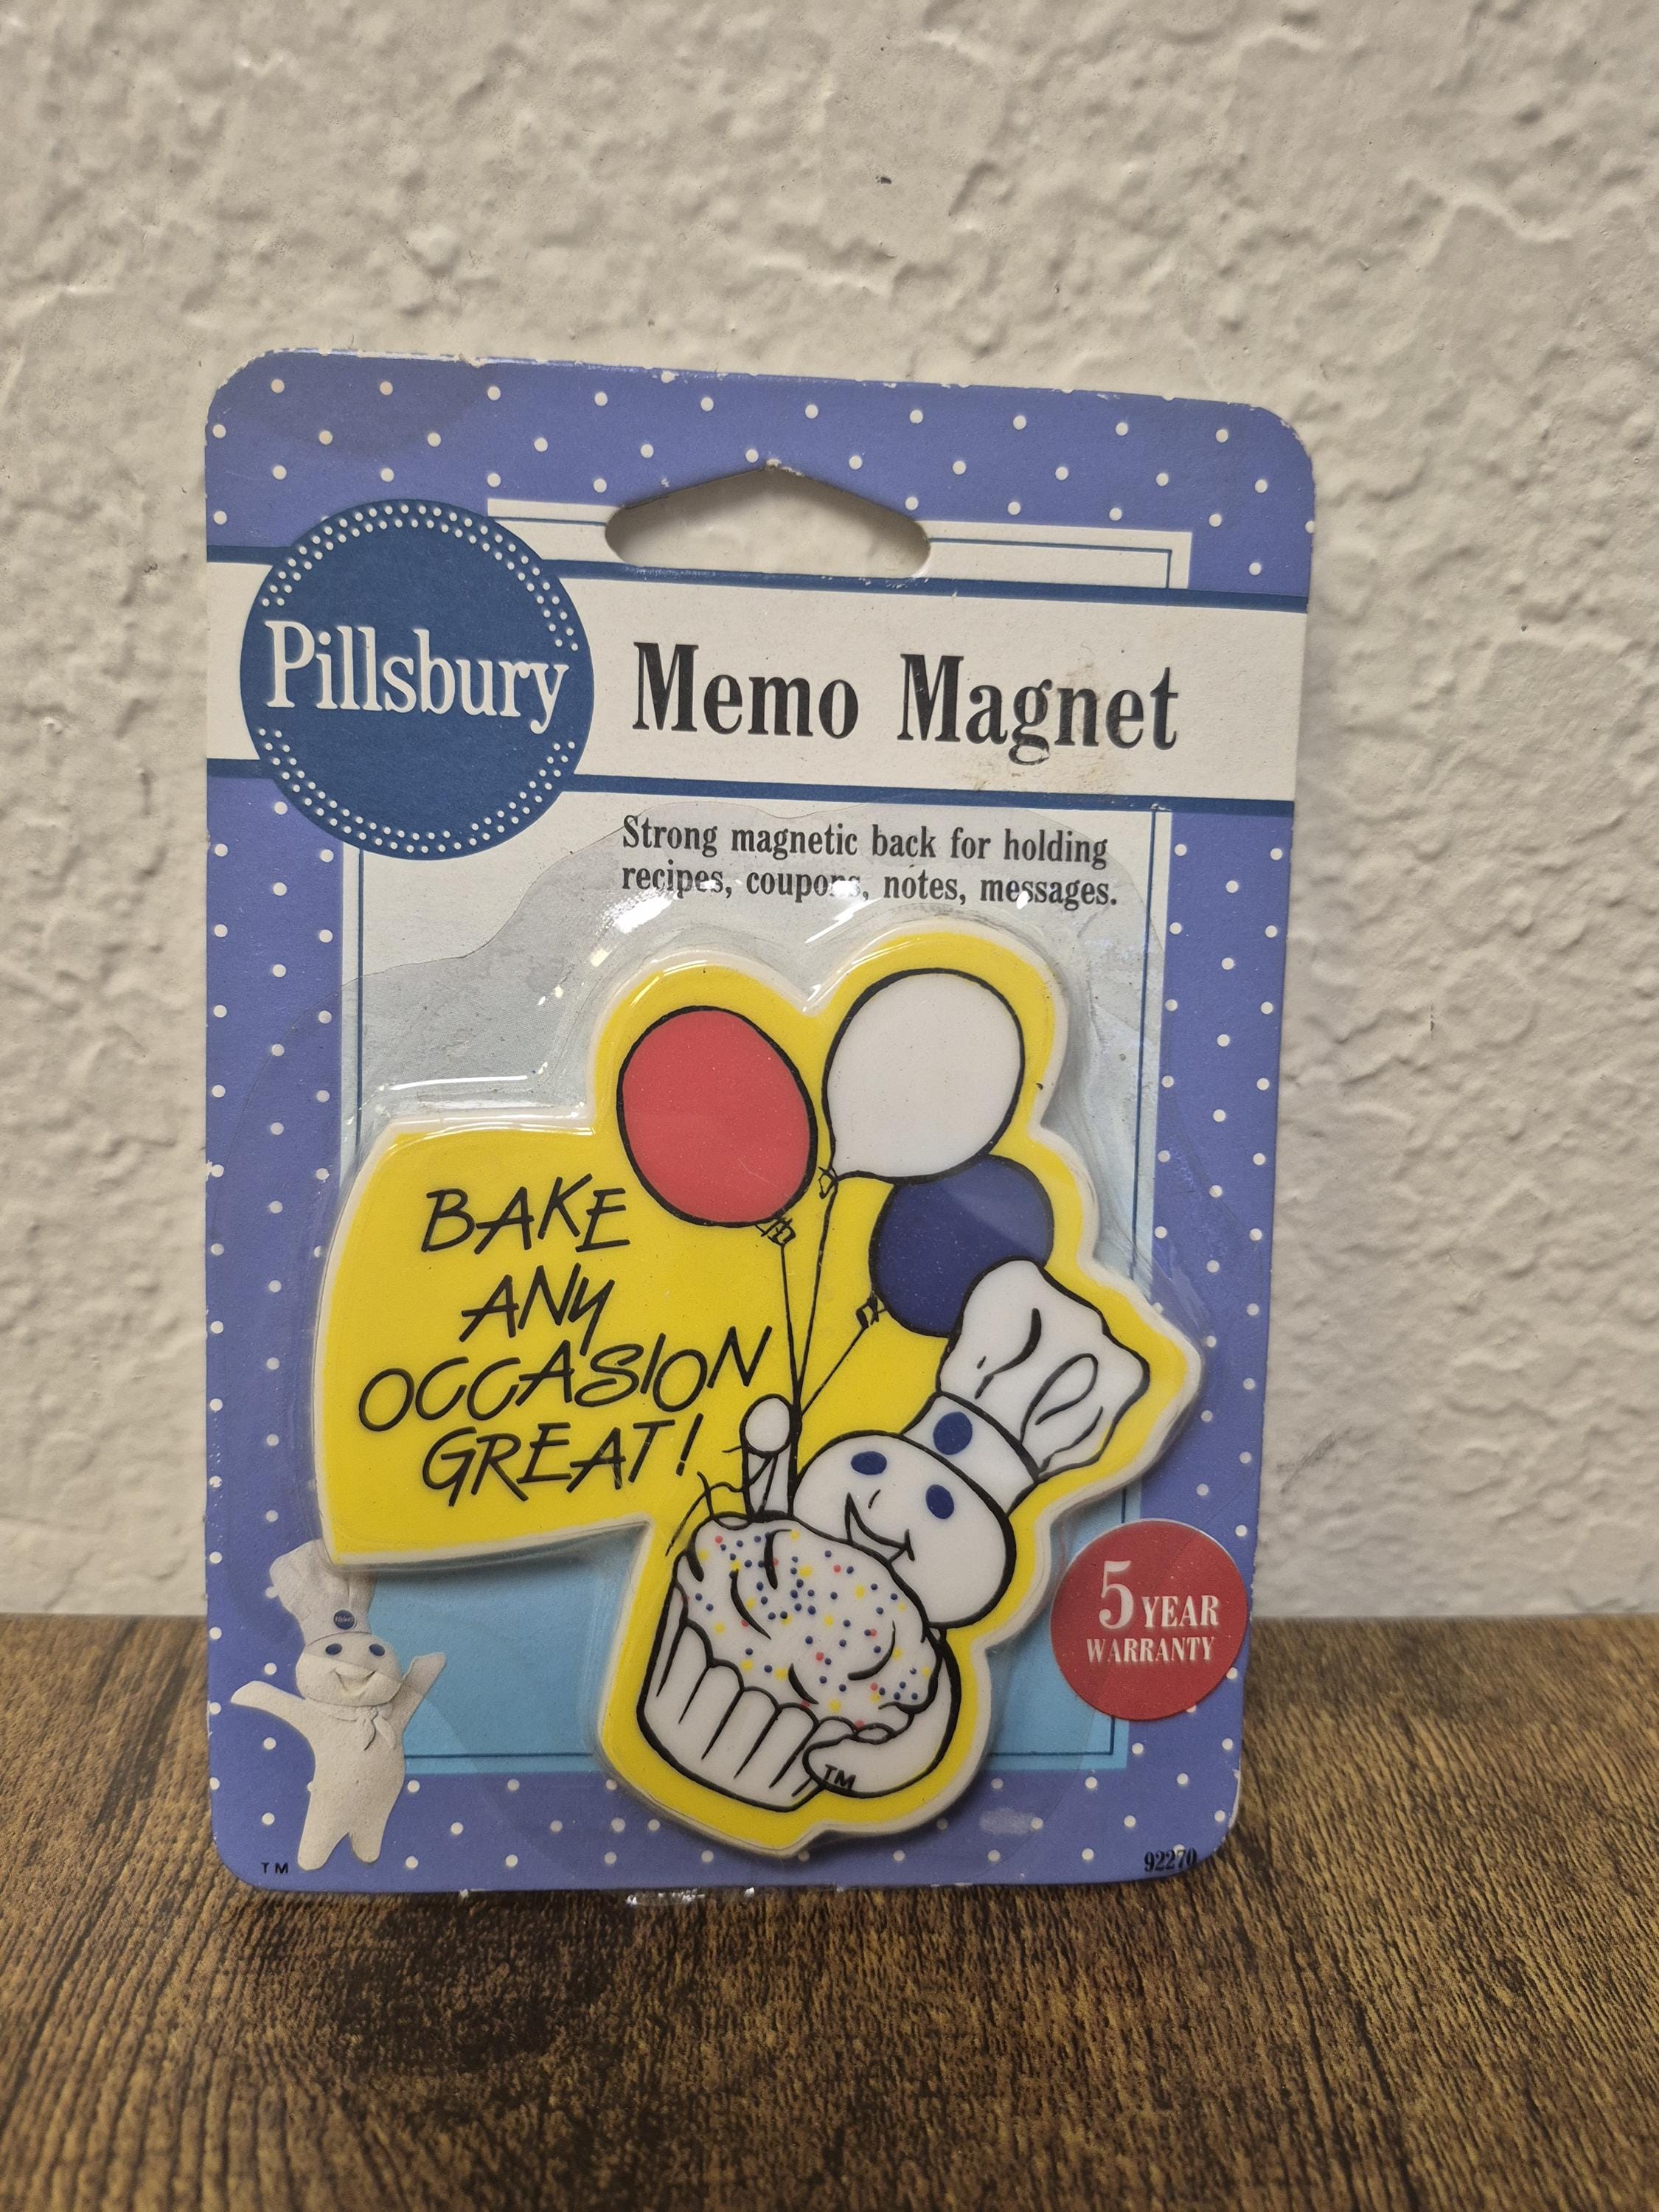 Pillsbury
Memo Magnet
Strong magnetic back for holding
recipes, coupons, notes, messages.
BAKE
ANY
OCCASION
GREAT!
5 YEAR
WARRANTY
TM
TM
92270